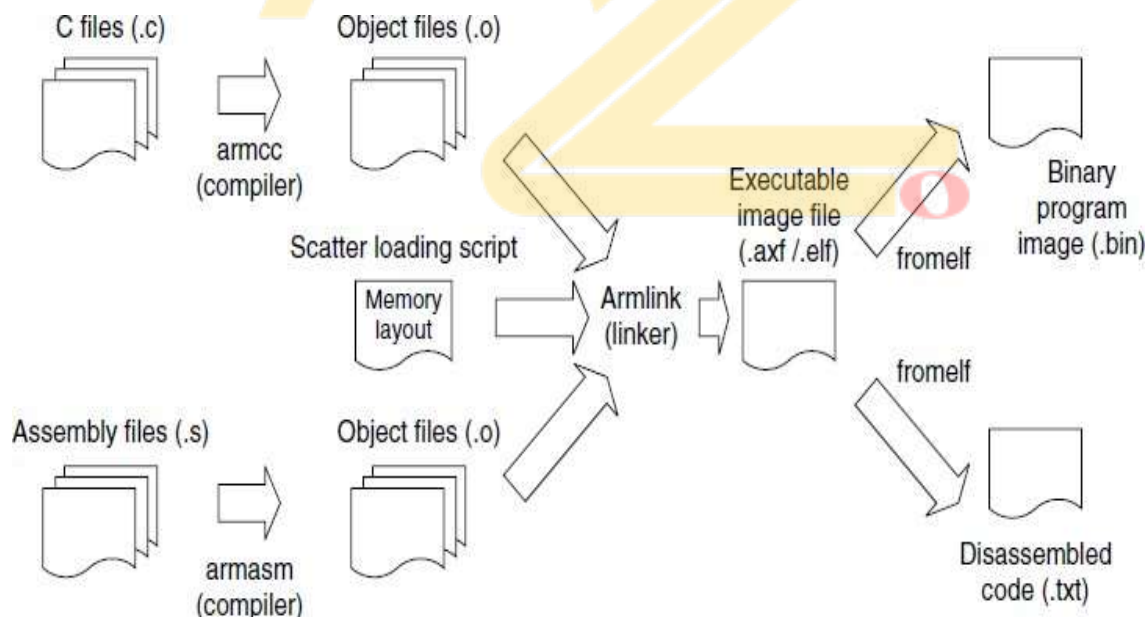 C files (.c)
Object files (.o)
armcc
(compiler)
Scatter loading script
Memory
layout
Armlink
(linker)
Executable
image file
(.axf /.elf)
fromelf
Binary
program
image (.bin)
fromelf
Assembly files (.s)
Object files (.o)
armasm
(compiler)
Disassembled
code (.txt)